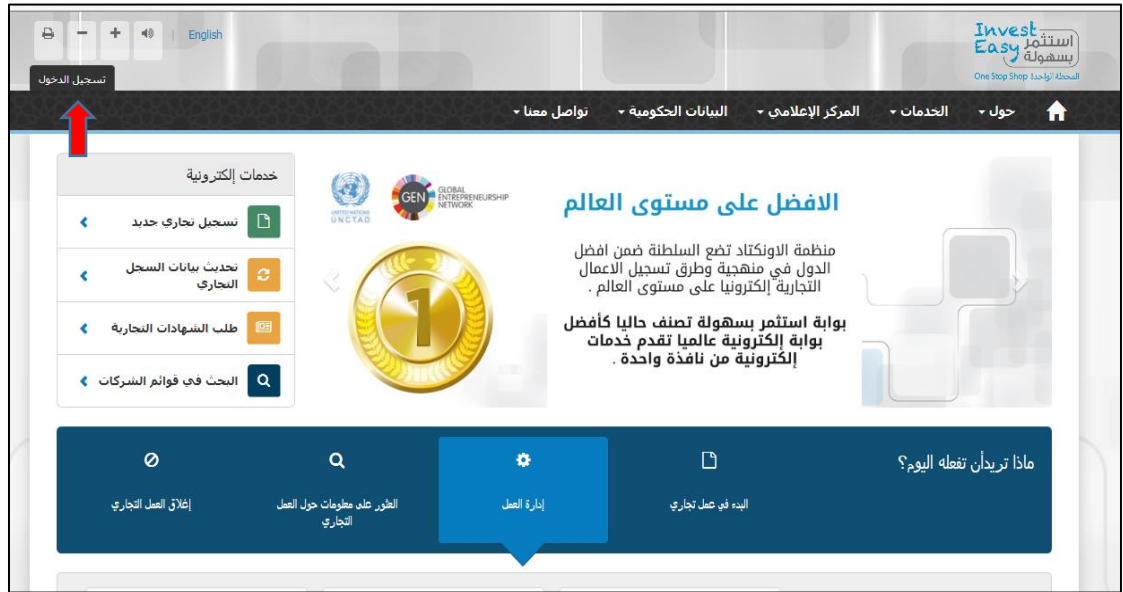 English
Invest
Easy
استثمر
بسهولة
One Stop Shop المحطة الواحدة
تسجيل الدخول
حول
الخدمات
المركز الإعلامي
البيانات الحكومية
تواصل معنا
الافضل على مستوى العالم
منظمة الاونكتاد تضع السلطنة ضمن افضل
الدول في منهجية وطرق تسجيل الاعمال
التجارية إلكترونيا على مستوى العالم .
بوابة استثمر بسهولة تصنف حاليا كأفضل
بوابة إلكترونية عالميا تقدم خدمات
إلكترونية من نافذة واحدة .
UNITED NATIONS
UNCTAD
GEN
GLOBAL
ENTREPRENEURSHIP
NETWORK
1
خدمات إلكترونية
تسجيل تجاري جديد
تحديث بيانات السجل
التجاري
طلب الشهادات التجارية
البحث في قوائم الشركات
ماذا تريدأن تفعله اليوم؟
البدء في عمل تجاري
إدارة العمل
العثور على معلومات حول العمل
التجاري
إغلاق العمل التجاري